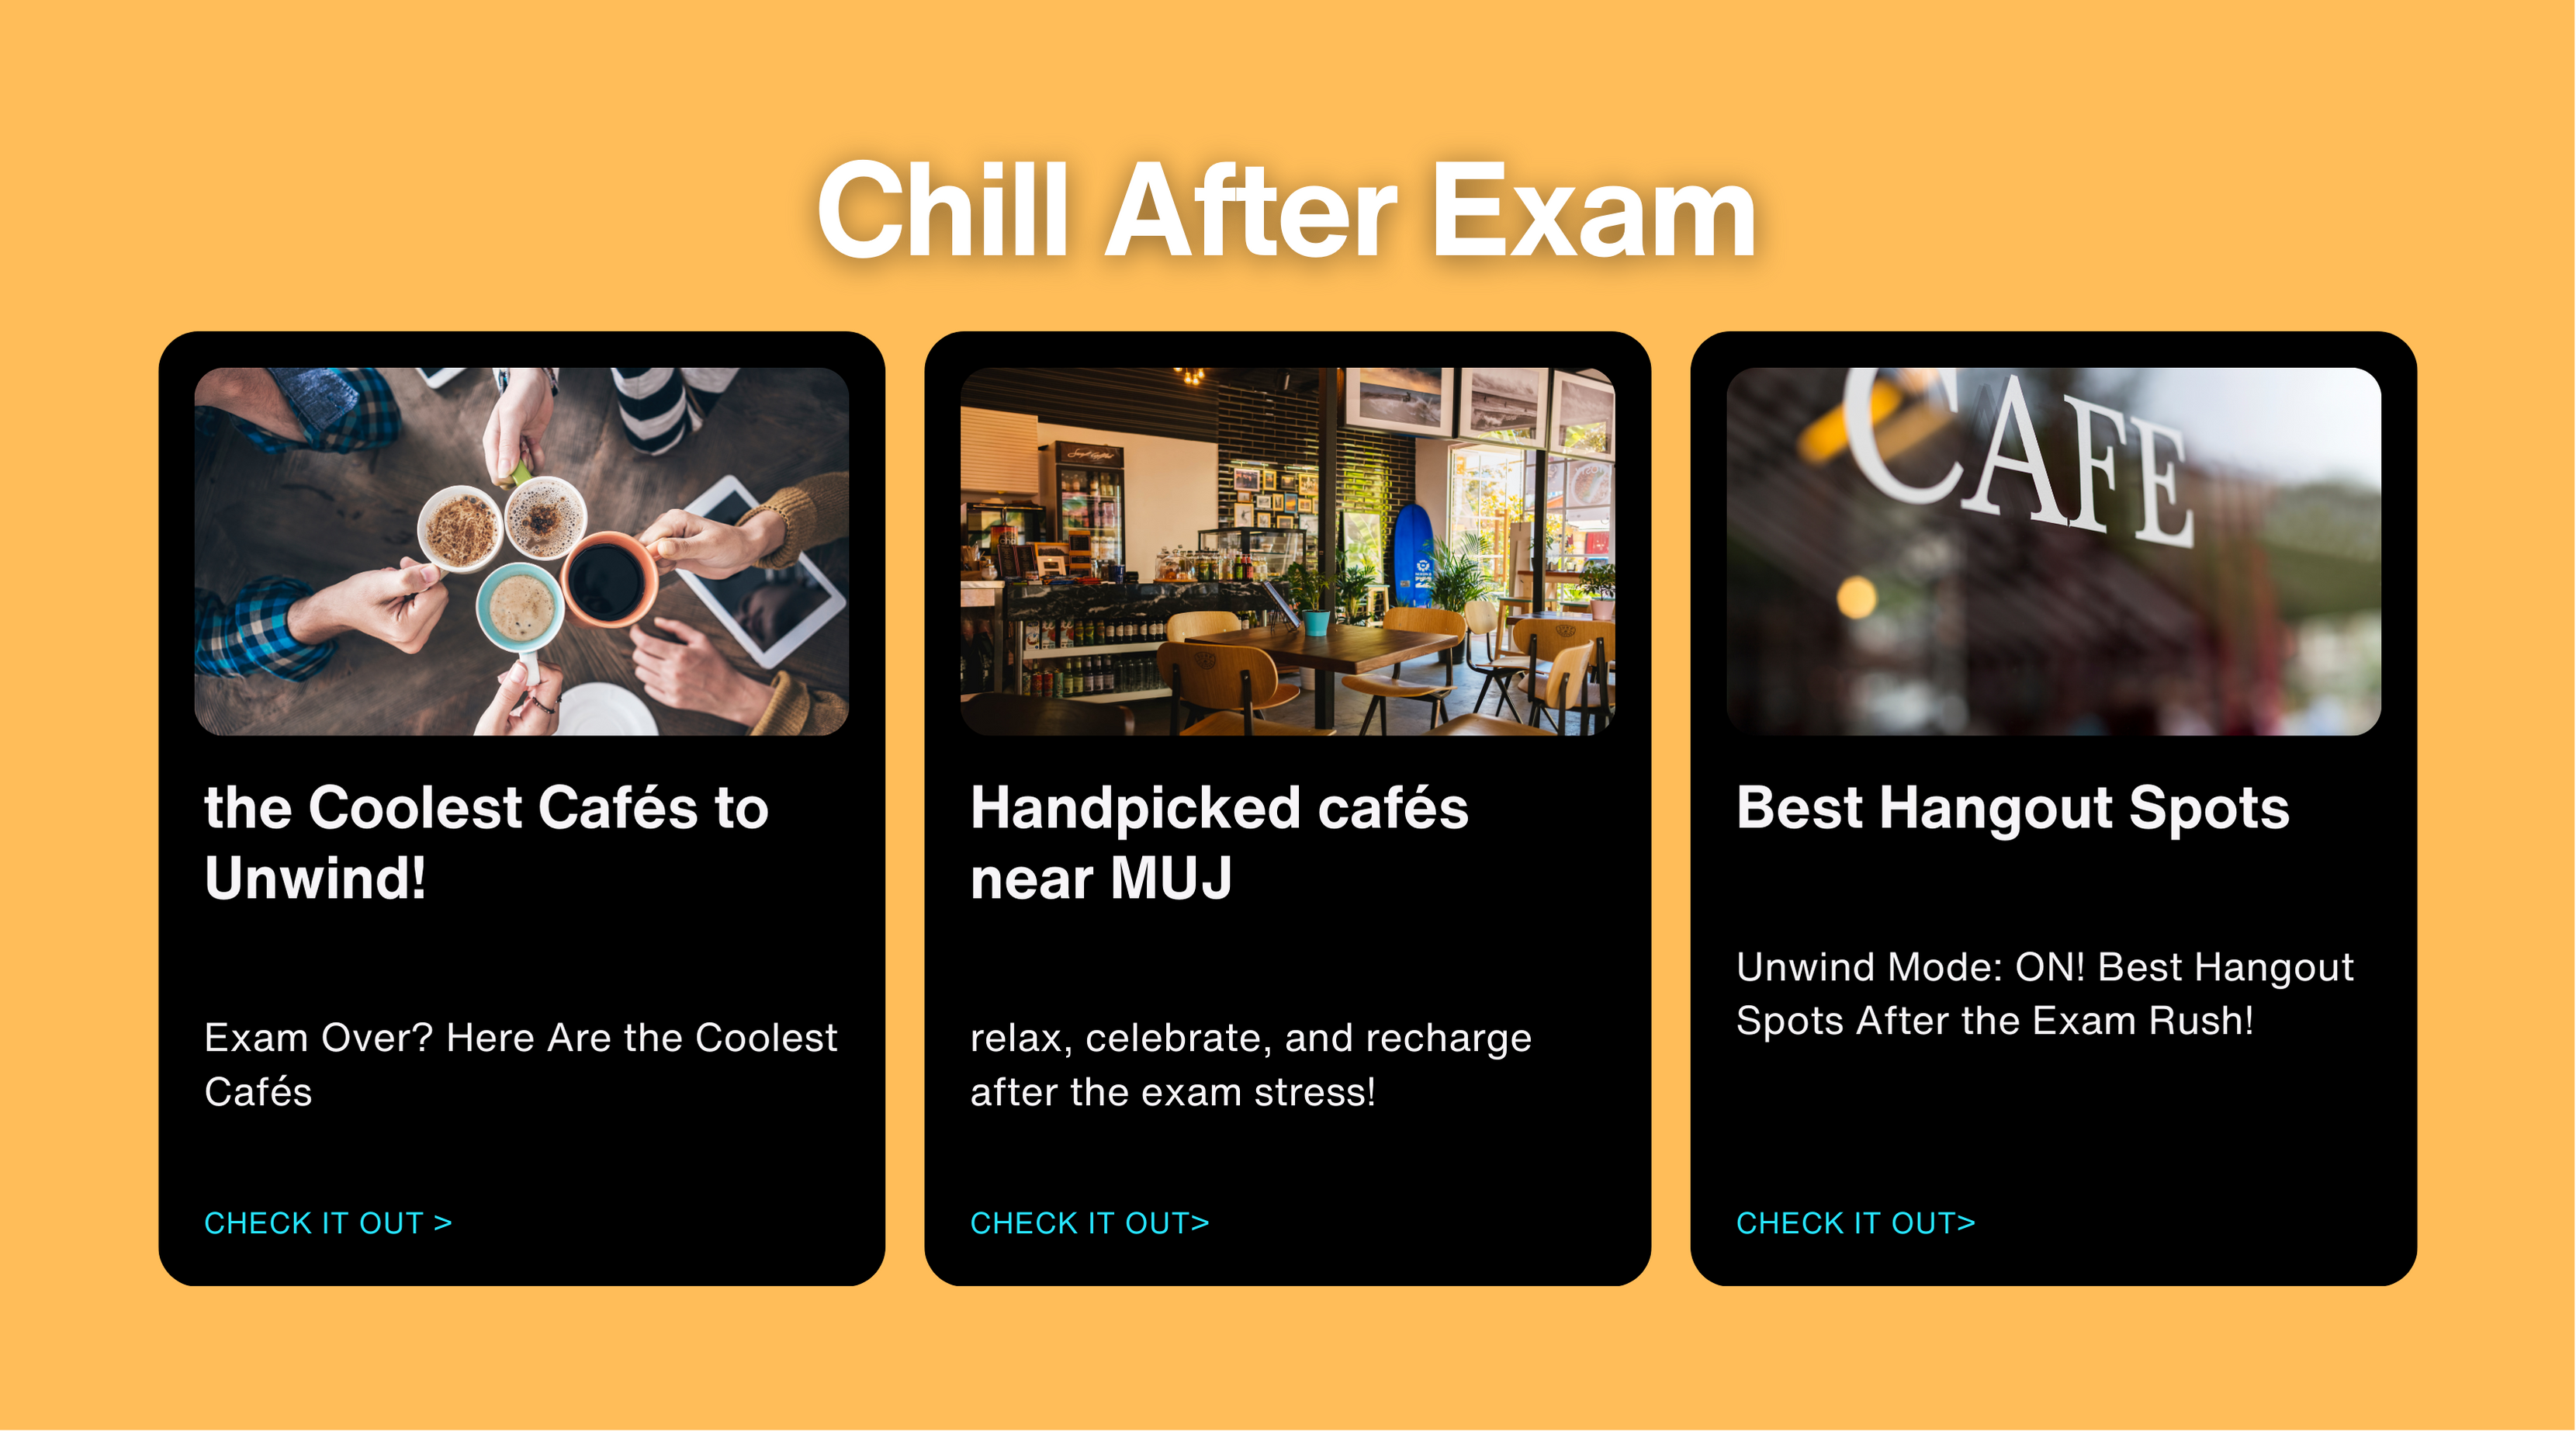 Chill After Exam
CAFE
the Coolest Cafés to
Unwind!
Exam Over? Here Are the Coolest
Cafés
CHECK IT OUT >
Handpicked cafés
near MUJ
relax, celebrate, and recharge
after the exam stress!
CHECK IT OUT>
Best Hangout Spots
Unwind Mode: ON! Best Hangout
Spots After the Exam Rush!
CHECK IT OUT>